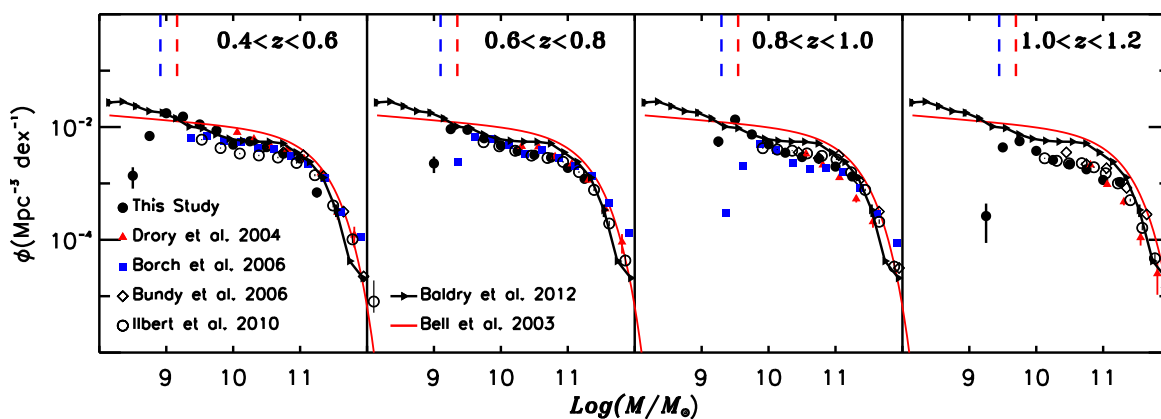 0.4<z<0.6
0.6<z<0.8
0.8<z<1.0
1.0<z<1.2
10⁻²
10⁻⁴
ϕ(Mpc⁻³ dex⁻¹)
This Study
Drory et al. 2004
Borch et al. 2006
Bundy et al. 2006
Ilbert et al. 2010
Baldry et al. 2012
Bell et al. 2003
9 10 11 9 10 11 9 10 11 9 10 11
Log(M/M⊙)